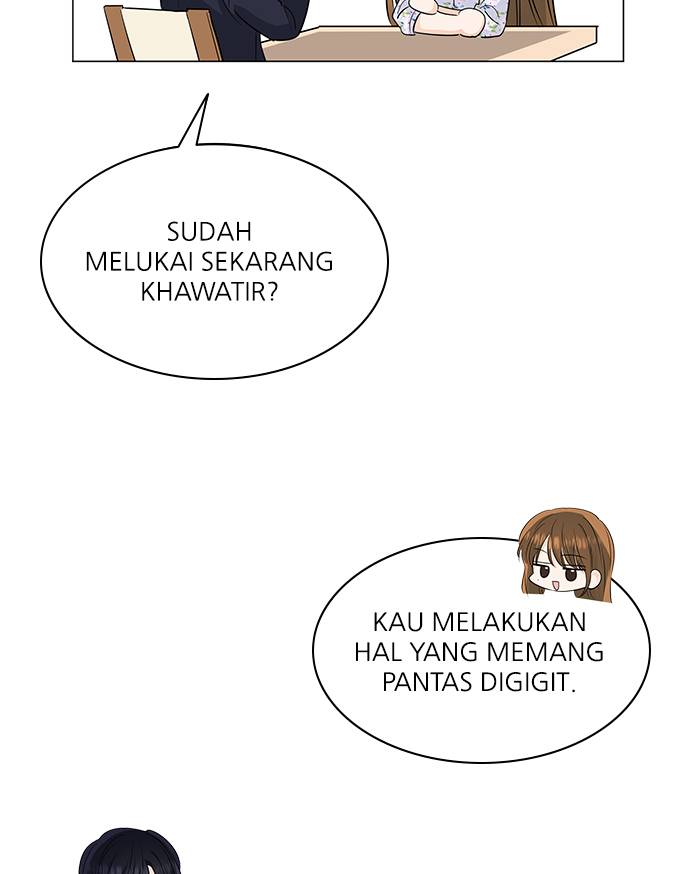 SUDAH
MELUKAI SEKARANG
KHAWATIR?
KAU MELAKUKAN
HAL YANG MEMANG
PANTAS DIGIGIT.